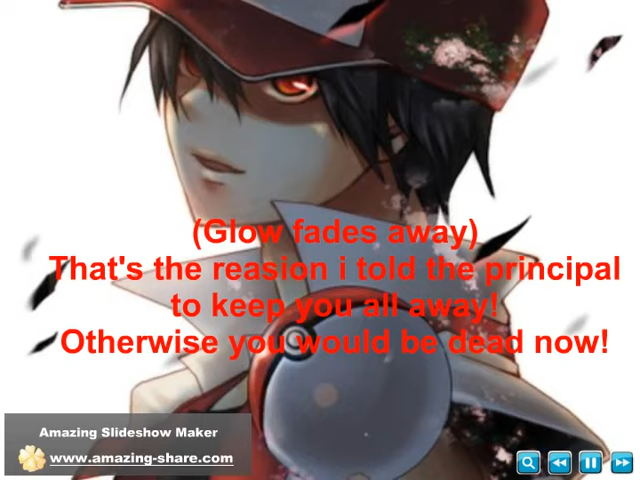 (Glow fades away)
That's the reasion i told the principal
to keep you all away!
Otherwise you would be dead now!
Amazing Slideshow Maker
www.amazing-share.com